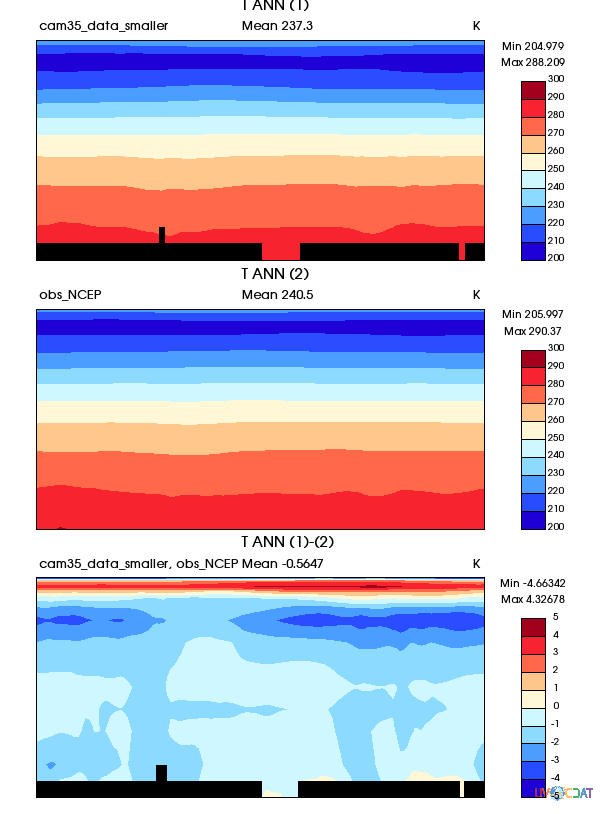 T ANN (1)
cam35_data_smaller Mean 237.3 K
Min 204.979
Max 288.209
300
290
280
270
260
250
240
230
220
210
200
T ANN (2)
obs_NCEP Mean 240.5 K
Min 205.997
Max 290.37
300
290
280
270
260
250
240
230
220
210
200
T ANN (1)-(2)
cam35_data_smaller, obs_NCEP Mean -0.5647 K
Min -4.66342
Max 4.32678
5
4
3
2
1
0
-1
-2
-3
-4
-5